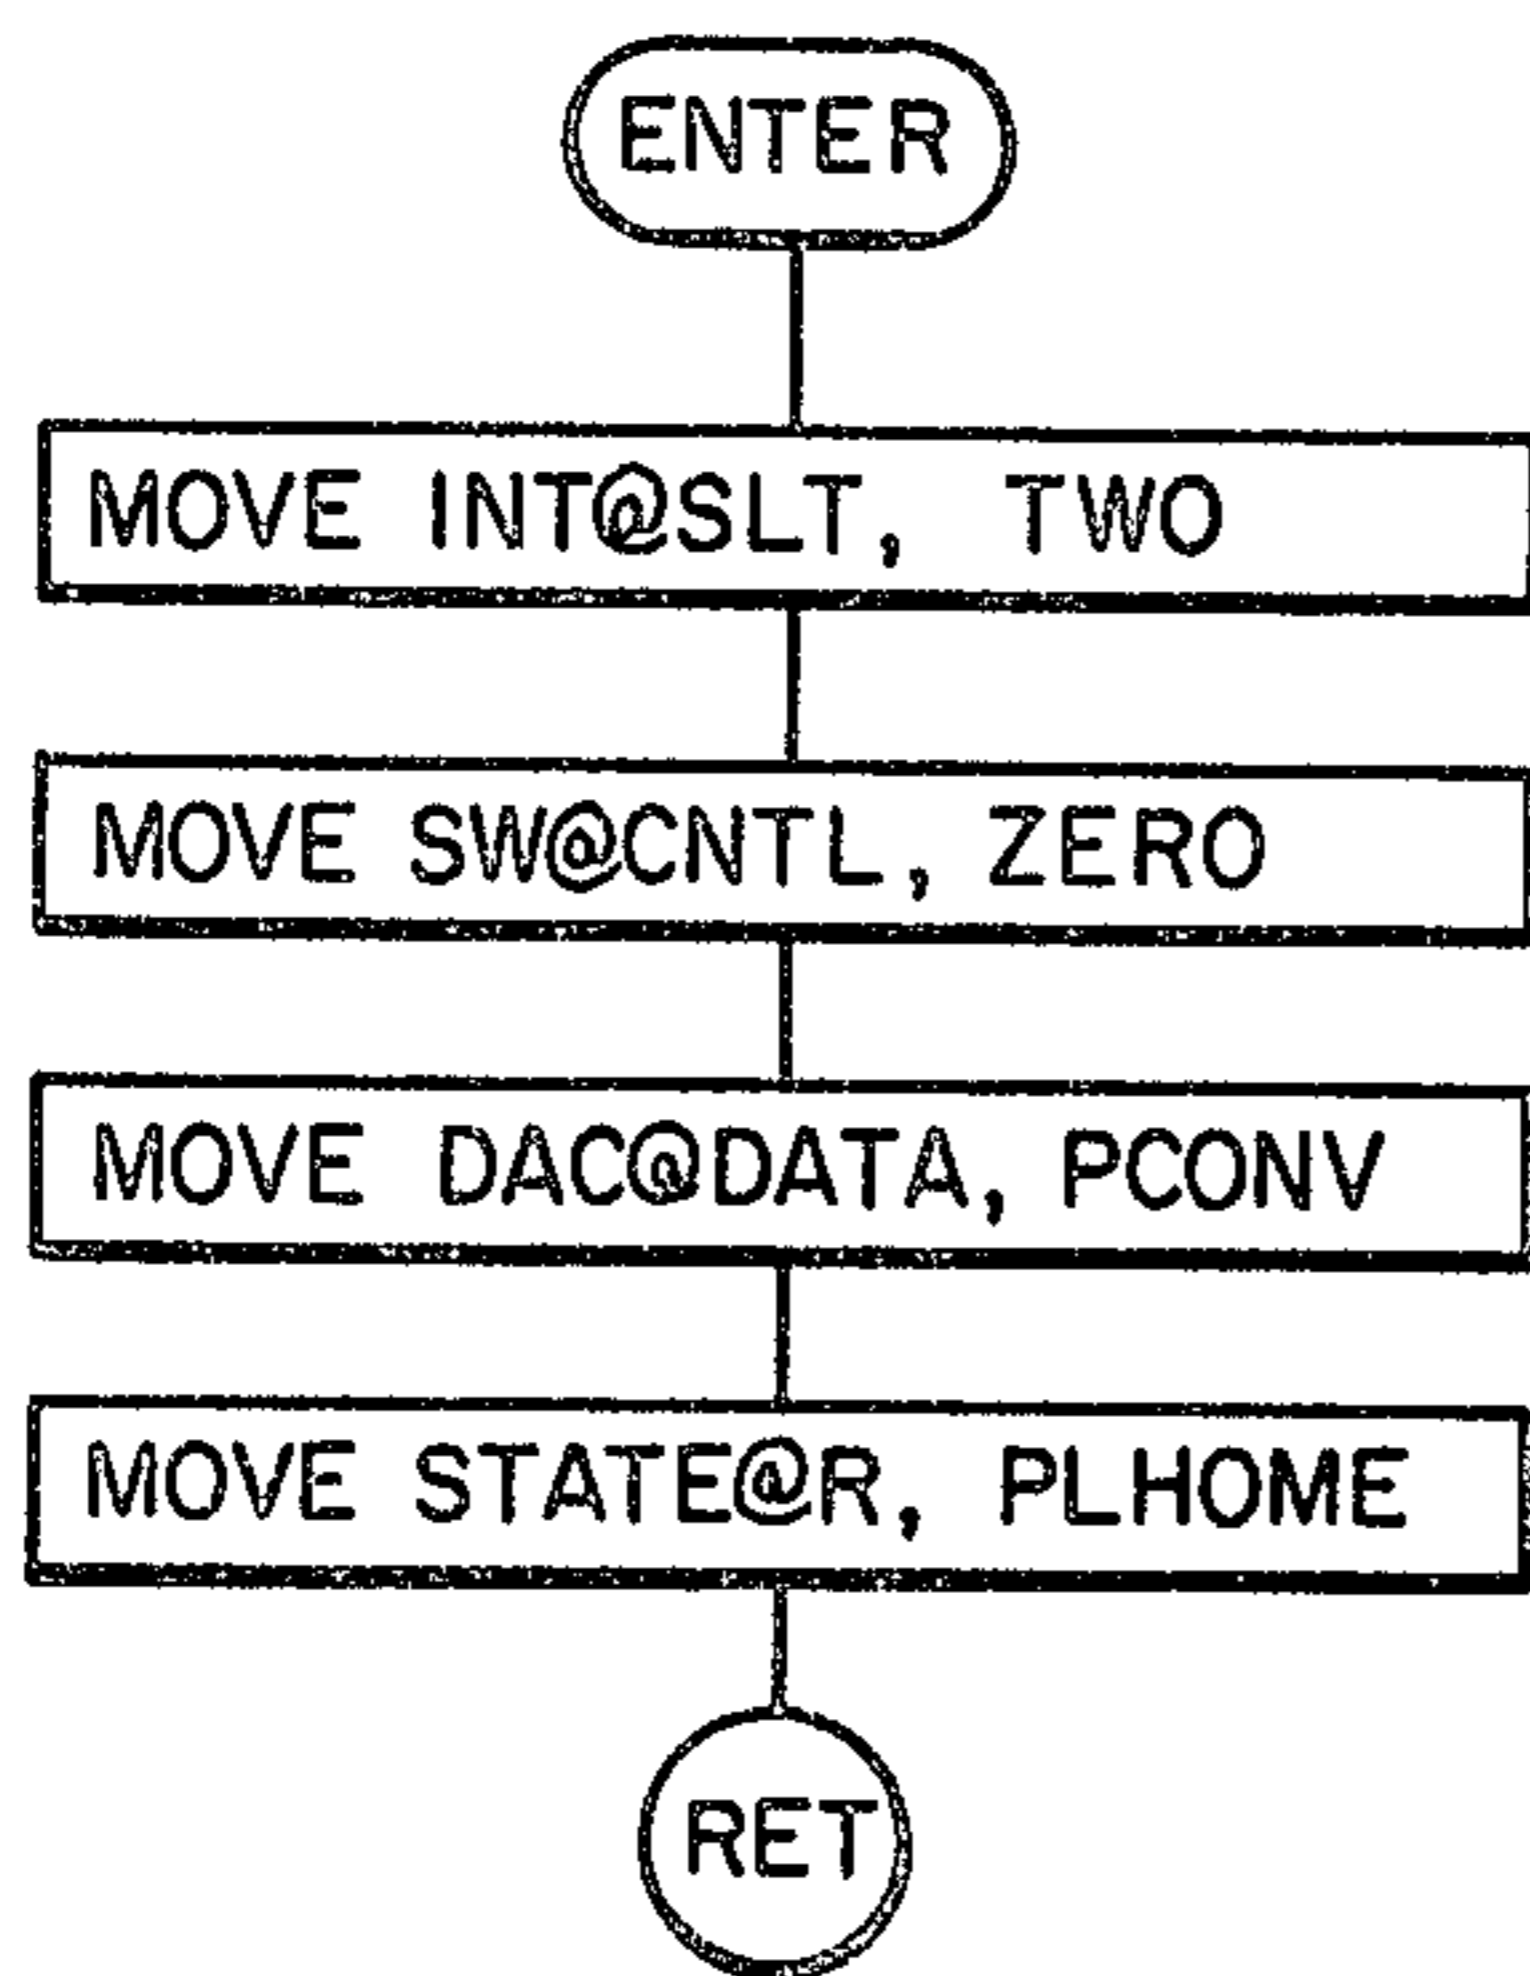 ENTER
MOVE INT@SLT, TWO
MOVE SW@CNTL, ZERO
MOVE DAC@DATA, PCONV
MOVE STATE@R, PLHOME
RET